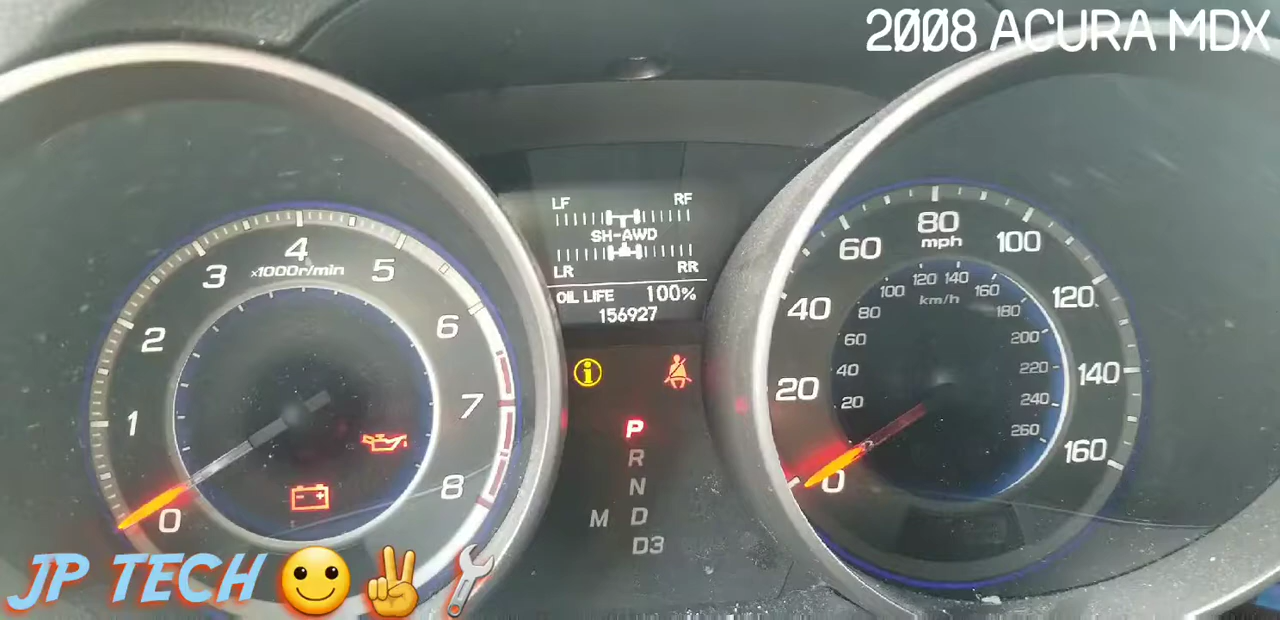 2008 ACURA MDX
LF RF
SH-AWD
LR RR
OIL LIFE 100%
156927
0 1 2 3 4 5 6 7 8
x1000r/min
P
R
N
M D
D3
0 20 40 60 80 100 120 140 160
mph
20 40 60 80 100 120 140 160 180 200 220 240 260
km/h
JP TECH